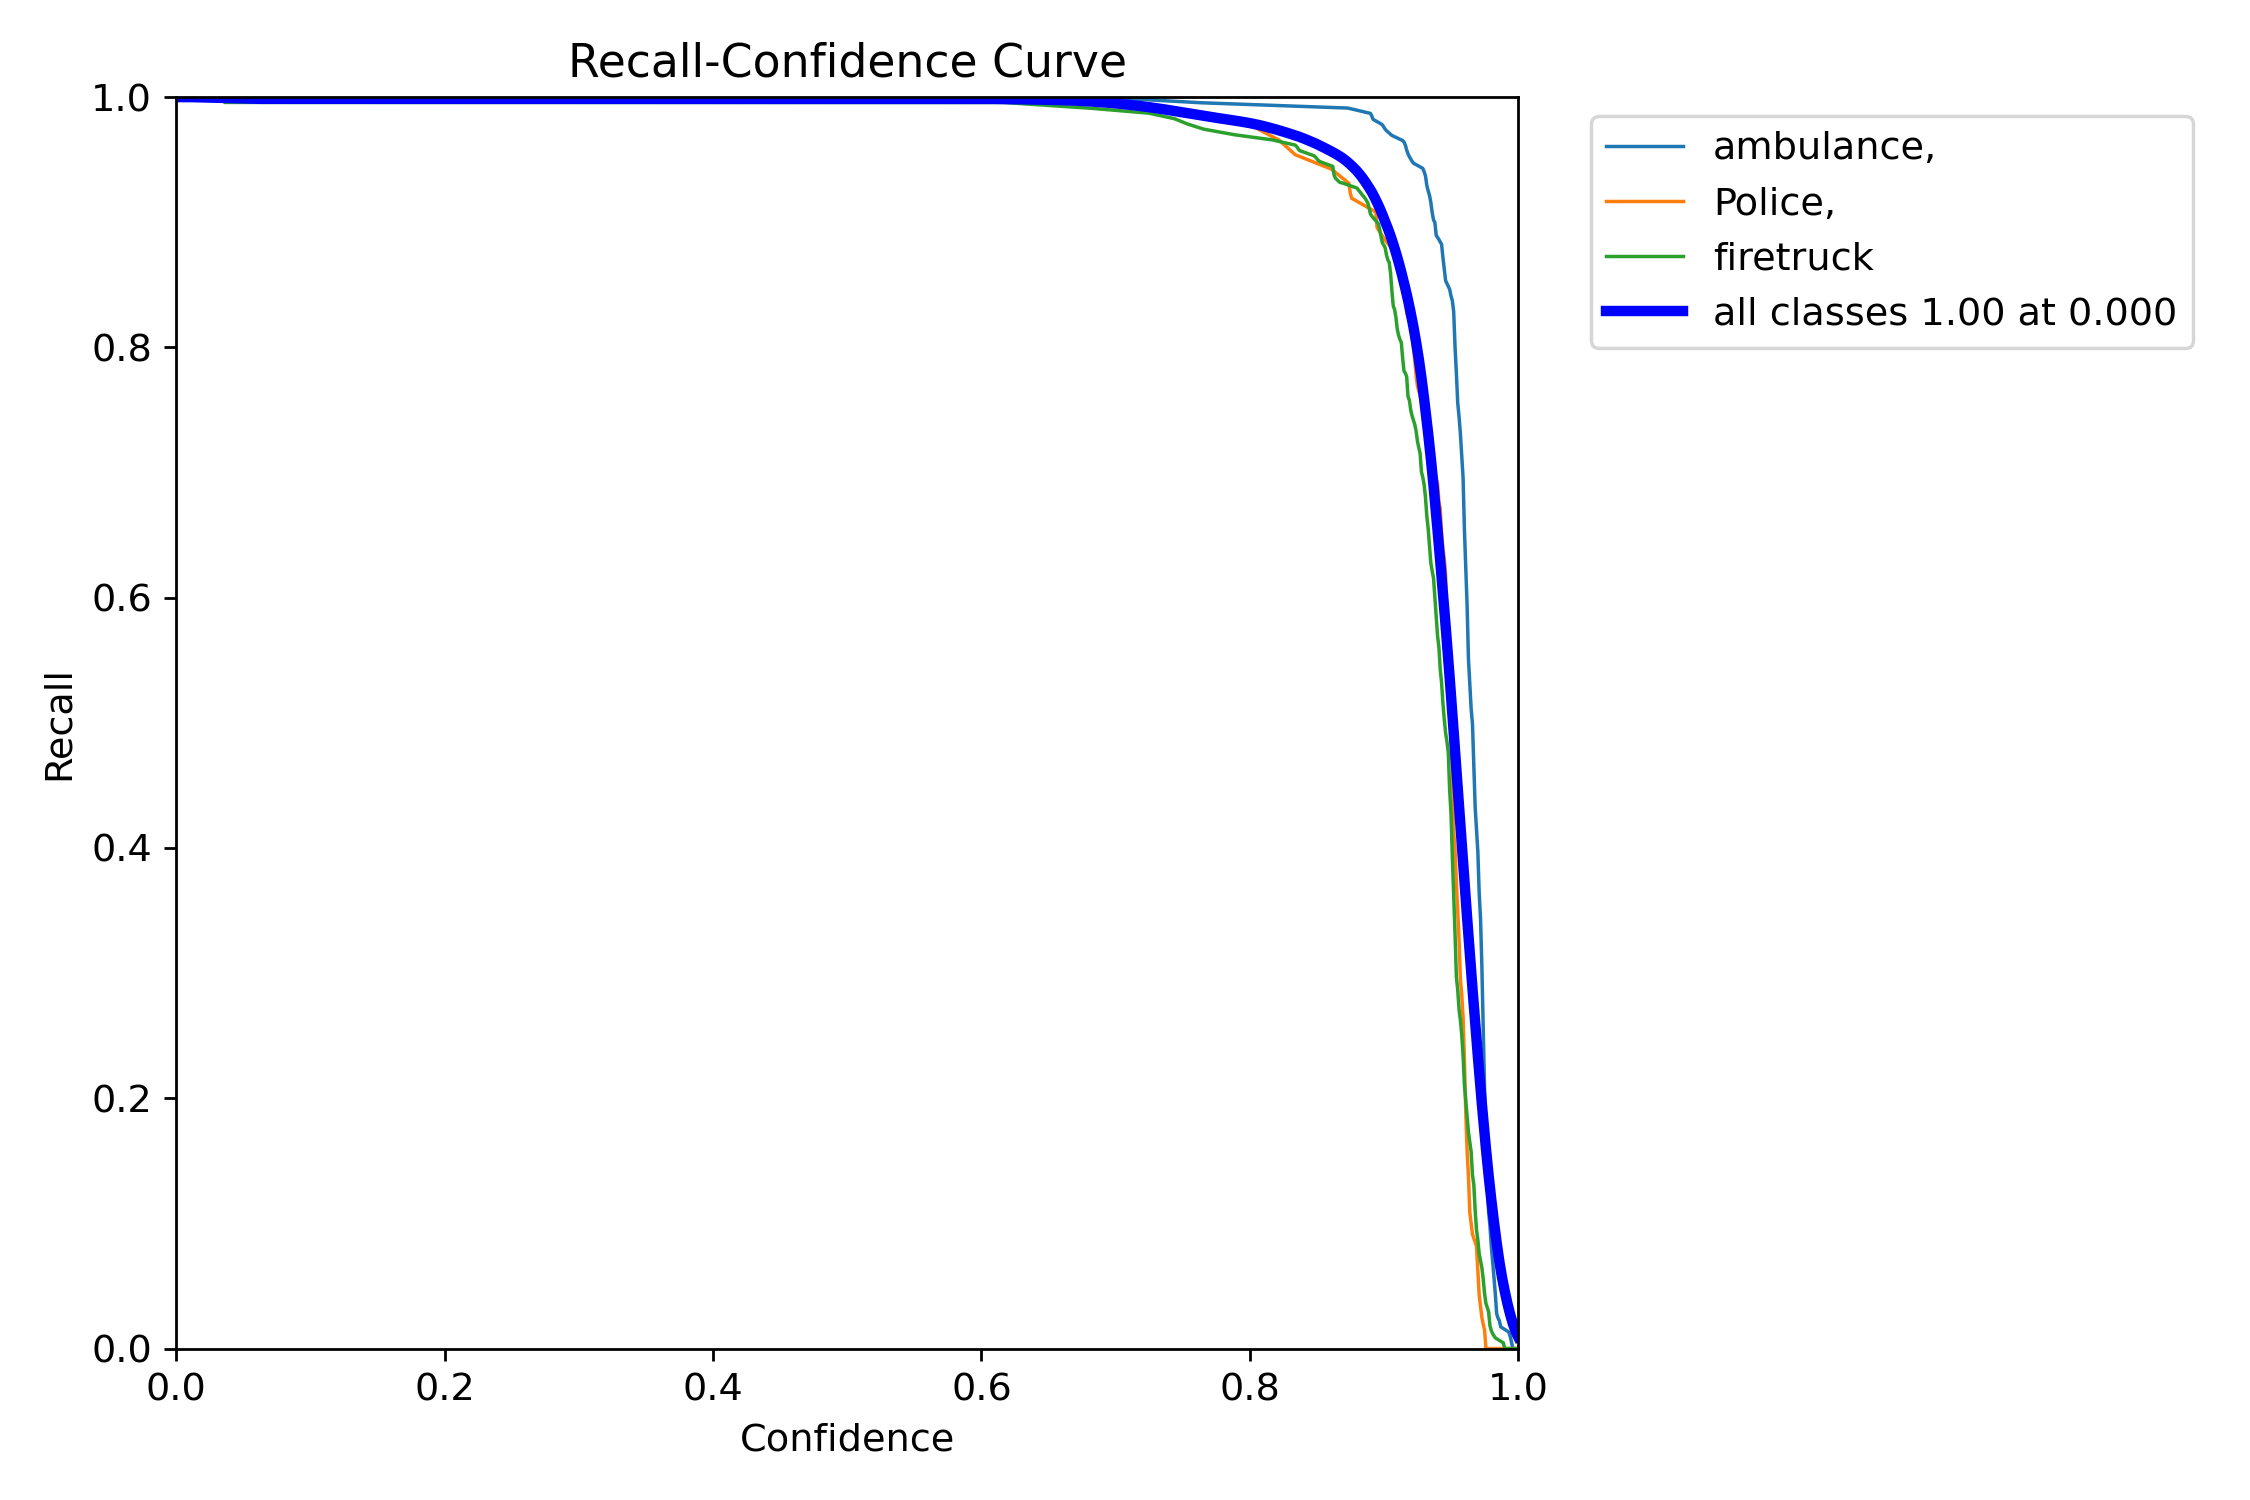 Recall-Confidence Curve
1.0
0.8
0.6
0.4
0.2
0.0
Recall
0.0 0.2 0.4 0.6 0.8 1.0
Confidence
ambulance,
Police,
firetruck
all classes 1.00 at 0.000